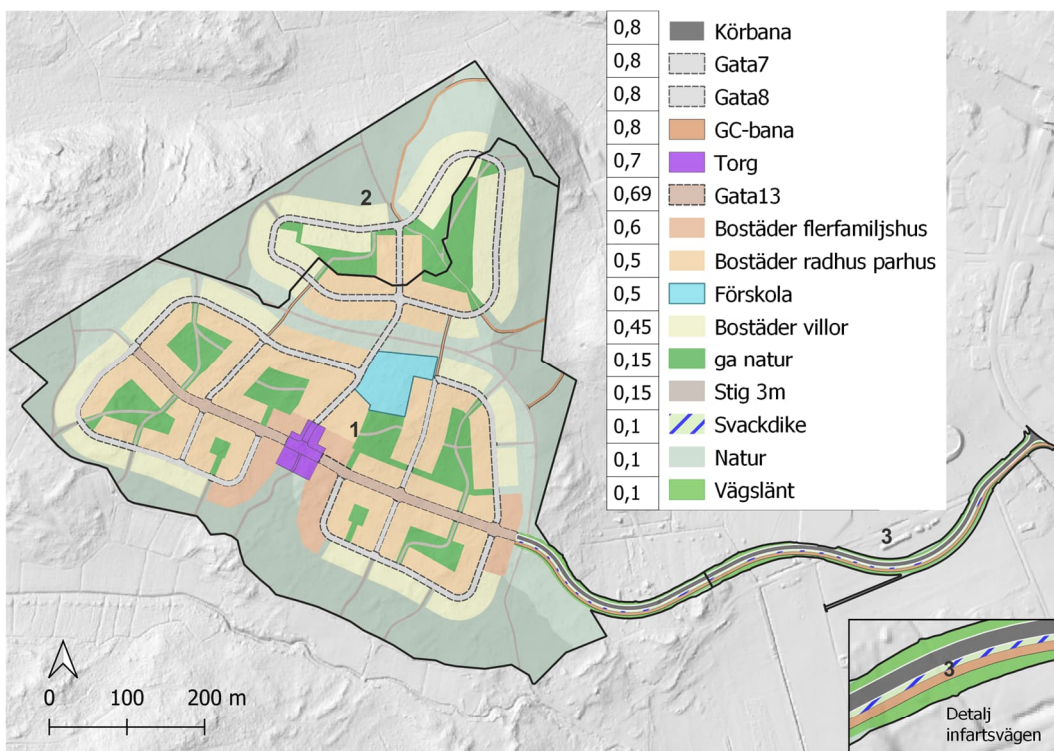 0,8 Körbana
0,8 Gata7
0,8 Gata8
0,8 GC-bana
0,7 Torg
0,69 Gata13
0,6 Bostäder flerfamiljshus
0,5 Bostäder radhus parhus
0,5 Förskola
0,45 Bostäder villor
0,15 ga natur
0,15 Stig 3m
0,1 Svackdike
0,1 Natur
0,1 Vägslänt
2
1
3
3
Detalj
infartsvägen
0 100 200 m